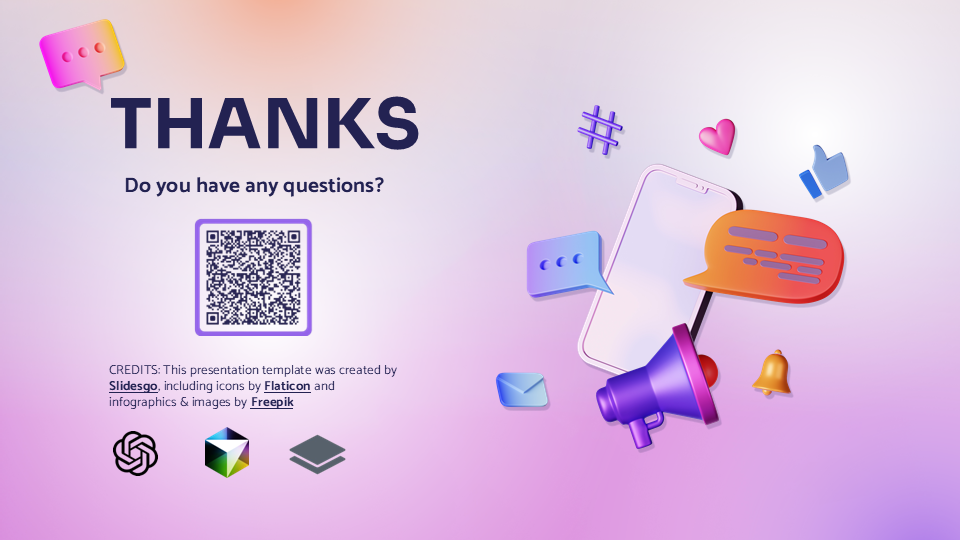 THANKS
Do you have any questions?
CREDITS: This presentation template was created by
Slidesgo, including icons by Flaticon and
infographics & images by Freepik